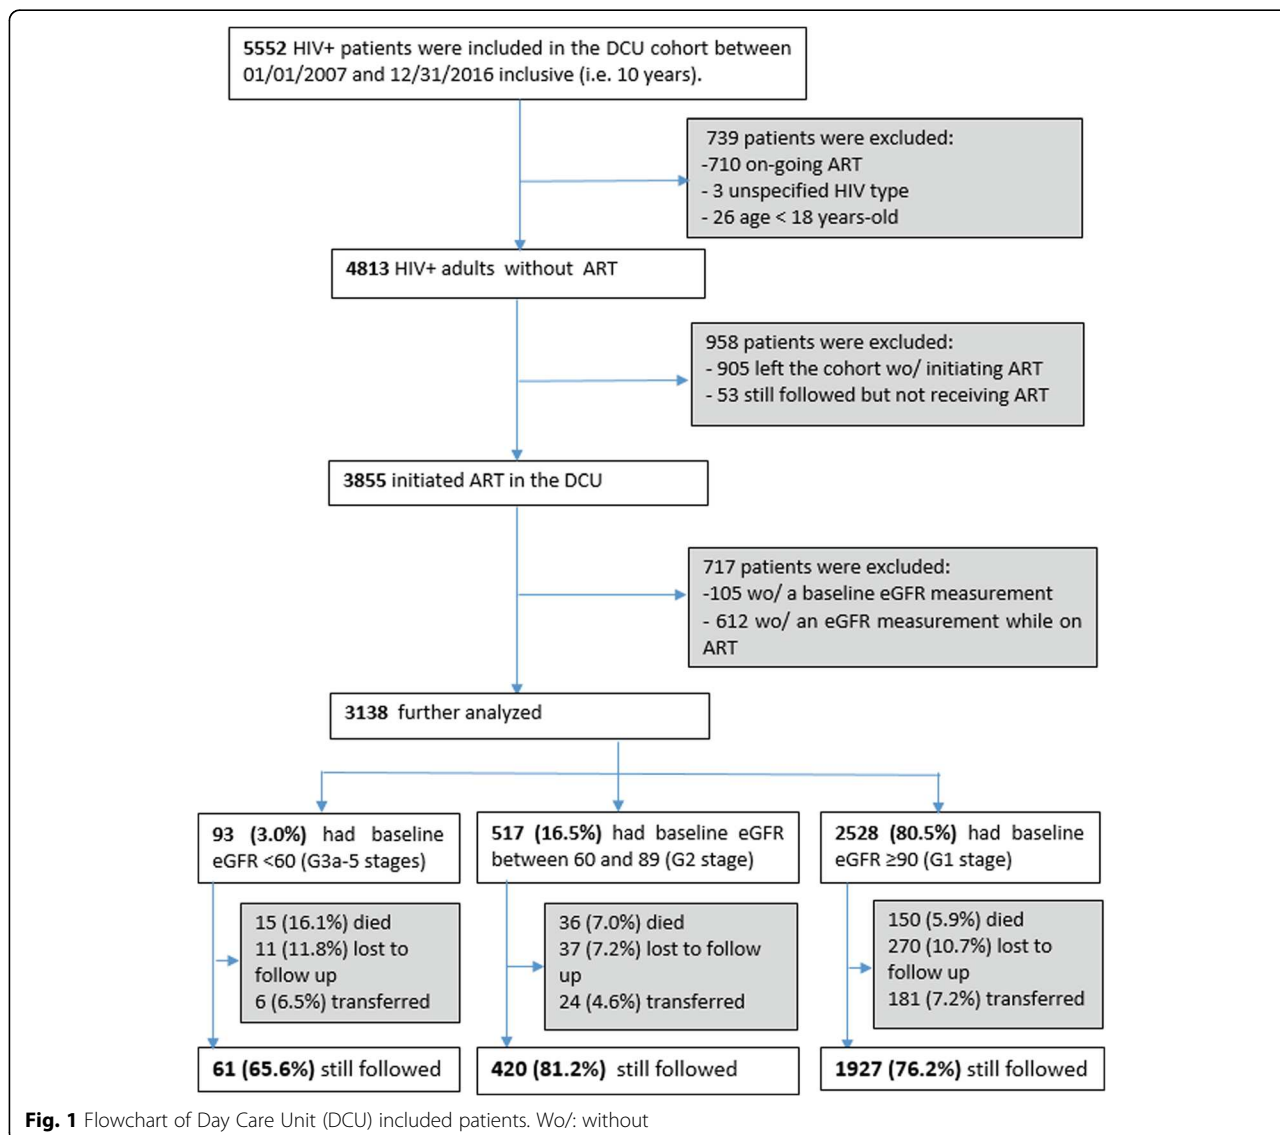 5552 HIV+ patients were included in the DCU cohort between
01/01/2007 and 12/31/2016 inclusive (i.e. 10 years).
739 patients were excluded:
-710 on-going ART
- 3 unspecified HIV type
- 26 age < 18 years-old
4813 HIV+ adults without ART
958 patients were excluded:
- 905 left the cohort wo/ initiating ART
- 53 still followed but not receiving ART
3855 initiated ART in the DCU
717 patients were excluded:
-105 wo/ a baseline eGFR measurement
- 612 wo/ an eGFR measurement while on
ART
3138 further analyzed
93 (3.0%) had baseline
eGFR <60 (G3a-5 stages)
517 (16.5%) had baseline eGFR
between 60 and 89 (G2 stage)
2528 (80.5%) had baseline
eGFR ≥90 (G1 stage)
15 (16.1%) died
11 (11.8%) lost to
follow up
6 (6.5%) transferred
36 (7.0%) died
37 (7.2%) lost to follow
up
24 (4.6%) transferred
150 (5.9%) died
270 (10.7%) lost to
follow up
181 (7.2%) transferred
61 (65.6%) still followed
420 (81.2%) still followed
1927 (76.2%) still followed
Fig. 1 Flowchart of Day Care Unit (DCU) included patients. Wo/: without